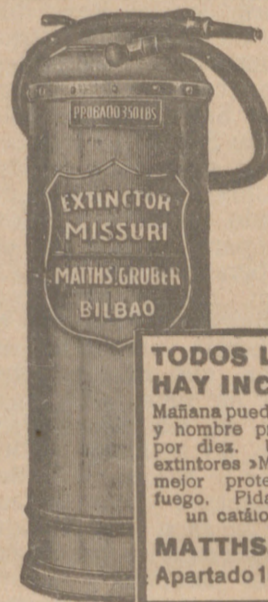 PROBADO 350 LBS
EXTINCTOR
MISSURI
MATTHS. GRUBER
BILBAO
TODOS L
HAY INC
Mañana pued
y hombre pr
por diez.
extintores »M
mejor prote
fuego. Pida
un catálo
MATTHS
Apartado 1